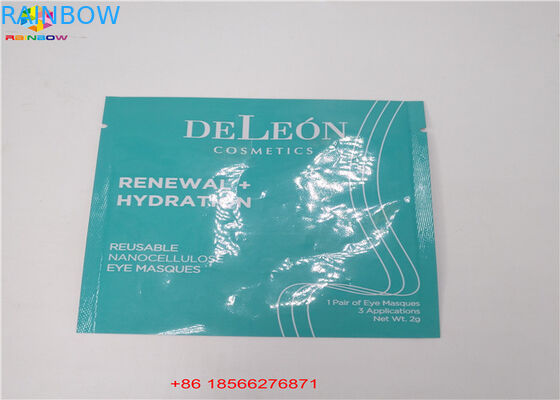 RAINBOW
RAINBOW
DELEÓN
COSMETICS
RENEWAL +
HYDRATION
REUSABLE
NANOCELLULOSE
EYE MASQUES
1 Pair of Eye Masques
3 Applications
Net Wt. 2g
+86 18566276871